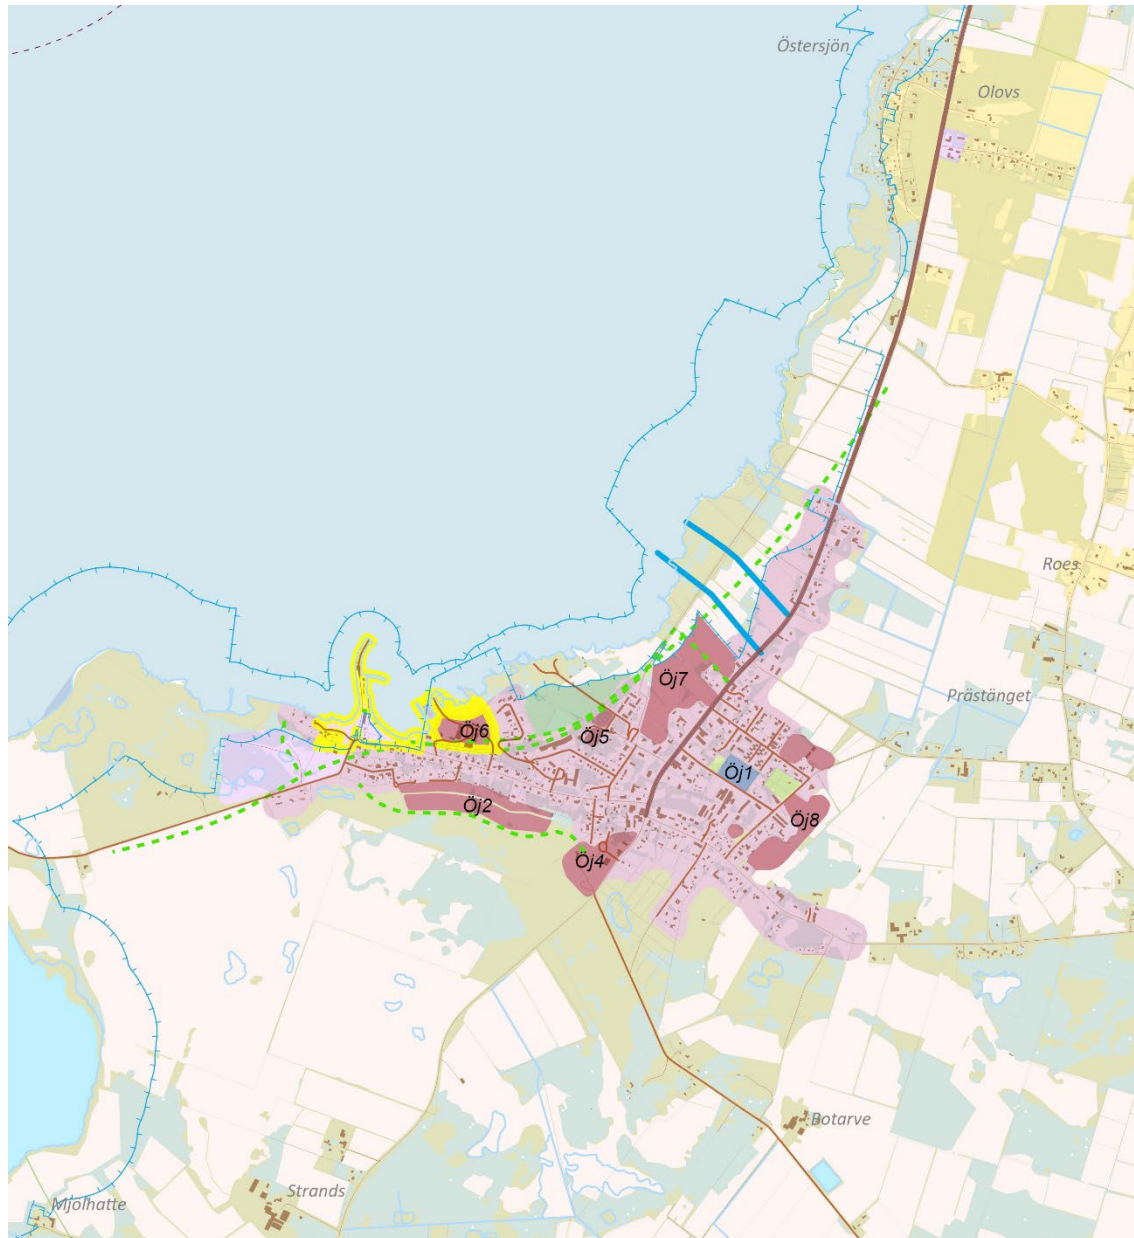 Östersjön
Olovs
Roes
Prästänget
Öj7
Öj6
Öj5
Öj1
Öj2
Öj8
Öj4
Botarve
Strands
Mjölhatte